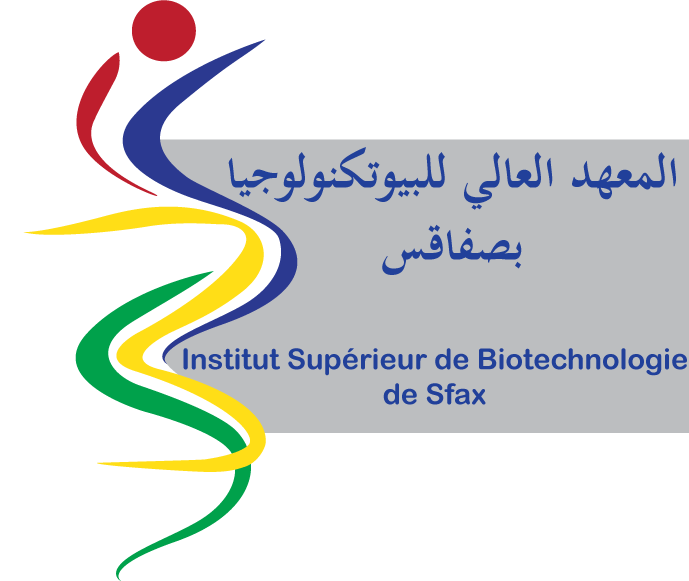 المعهد العالي للبيوتكنولوجيا
بصفاقس
Institut Supérieur de Biotechnologie
de Sfax